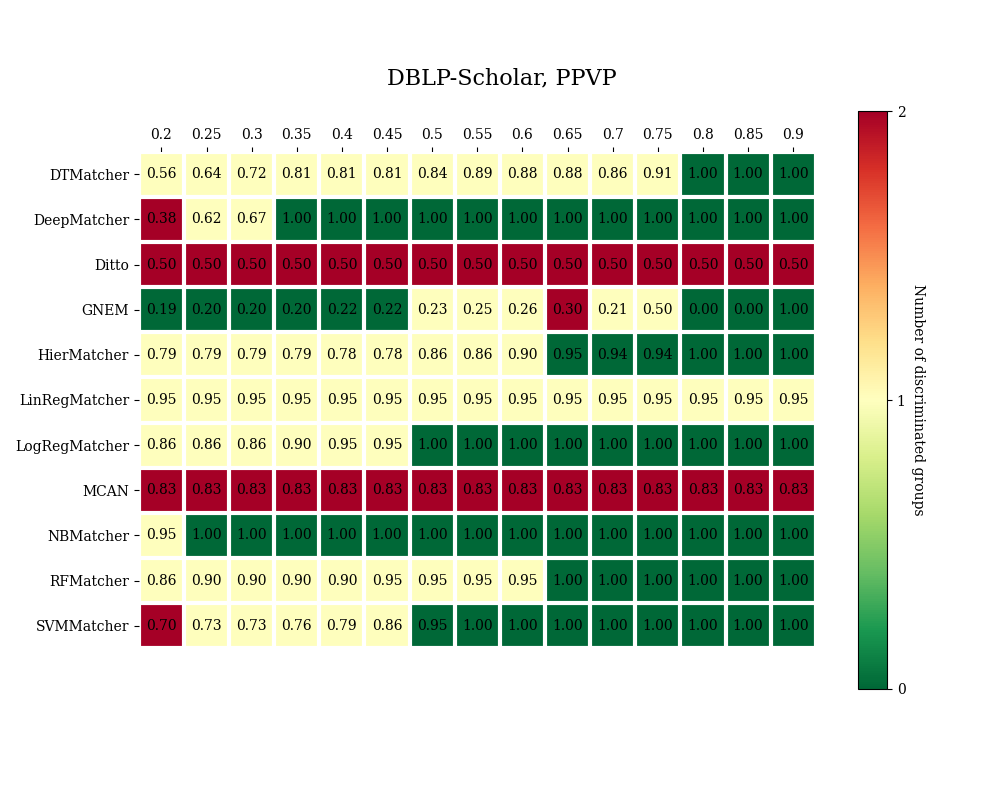 DBLP-Scholar, PPVP
0.2 0.25 0.3 0.35 0.4 0.45 0.5 0.55 0.6 0.65 0.7 0.75 0.8 0.85 0.9
DTMatcher 0.56 0.64 0.72 0.81 0.81 0.81 0.84 0.89 0.88 0.88 0.86 0.91 1.00 1.00 1.00
DeepMatcher 0.38 0.62 0.67 1.00 1.00 1.00 1.00 1.00 1.00 1.00 1.00 1.00 1.00 1.00 1.00
Ditto 0.50 0.50 0.50 0.50 0.50 0.50 0.50 0.50 0.50 0.50 0.50 0.50 0.50 0.50 0.50
GNEM 0.19 0.20 0.20 0.20 0.22 0.22 0.23 0.25 0.26 0.30 0.21 0.50 0.00 0.00 1.00
HierMatcher 0.79 0.79 0.79 0.79 0.78 0.78 0.86 0.86 0.90 0.95 0.94 0.94 1.00 1.00 1.00
LinRegMatcher 0.95 0.95 0.95 0.95 0.95 0.95 0.95 0.95 0.95 0.95 0.95 0.95 0.95 0.95 0.95
LogRegMatcher 0.86 0.86 0.86 0.90 0.95 0.95 1.00 1.00 1.00 1.00 1.00 1.00 1.00 1.00 1.00
MCAN 0.83 0.83 0.83 0.83 0.83 0.83 0.83 0.83 0.83 0.83 0.83 0.83 0.83 0.83 0.83
NBMatcher 0.95 1.00 1.00 1.00 1.00 1.00 1.00 1.00 1.00 1.00 1.00 1.00 1.00 1.00 1.00
RFMatcher 0.86 0.90 0.90 0.90 0.90 0.95 0.95 0.95 0.95 1.00 1.00 1.00 1.00 1.00 1.00
SVMMatcher 0.70 0.73 0.73 0.76 0.79 0.86 0.95 1.00 1.00 1.00 1.00 1.00 1.00 1.00 1.00
2
1
0
Number of discriminated groups